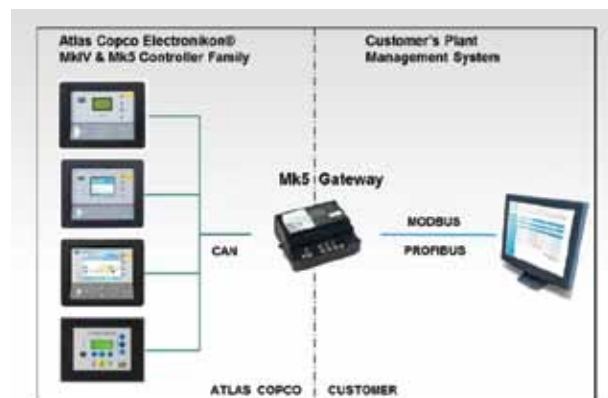 Atlas Copco Electronikon®
MkIV & Mk5 Controller Family
Customer's Plant
Management System
Mk5 Gateway
MODBUS
CAN
PROFIBUS
ATLAS COPCO
CUSTOMER